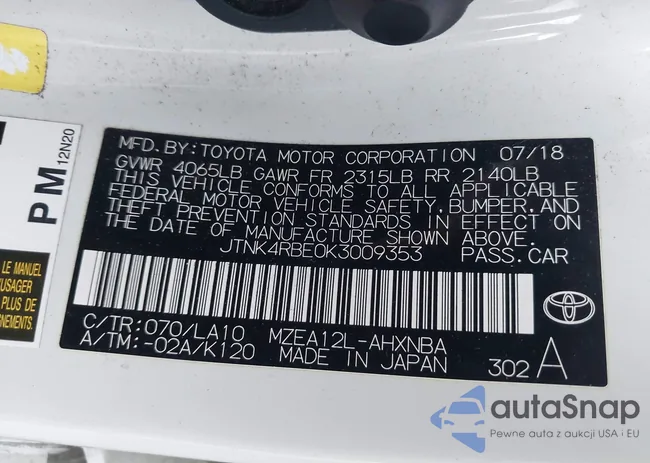 MFD. BY: TOYOTA MOTOR CORPORATION 07/18
GVWR 4065LB GAWR FR 2315LB RR 2140LB
THIS VEHICLE CONFORMS TO ALL APPLICABLE
FEDERAL MOTOR VEHICLE SAFETY, BUMPER, AND
THEFT PREVENTION STANDARDS IN EFFECT ON
THE DATE OF MANUFACTURE SHOWN ABOVE.
JTNK4RBE0K3009353 PASS. CAR
C/TR: 070/LA10 MZEA12L-AHXNBA
A/TM: -02A/K120 MADE IN JAPAN
302 A
PM 12N20
LE MANUEL
USAGER
PLUS DE
autaSnap
Pewne auta z aukcji USA i EU